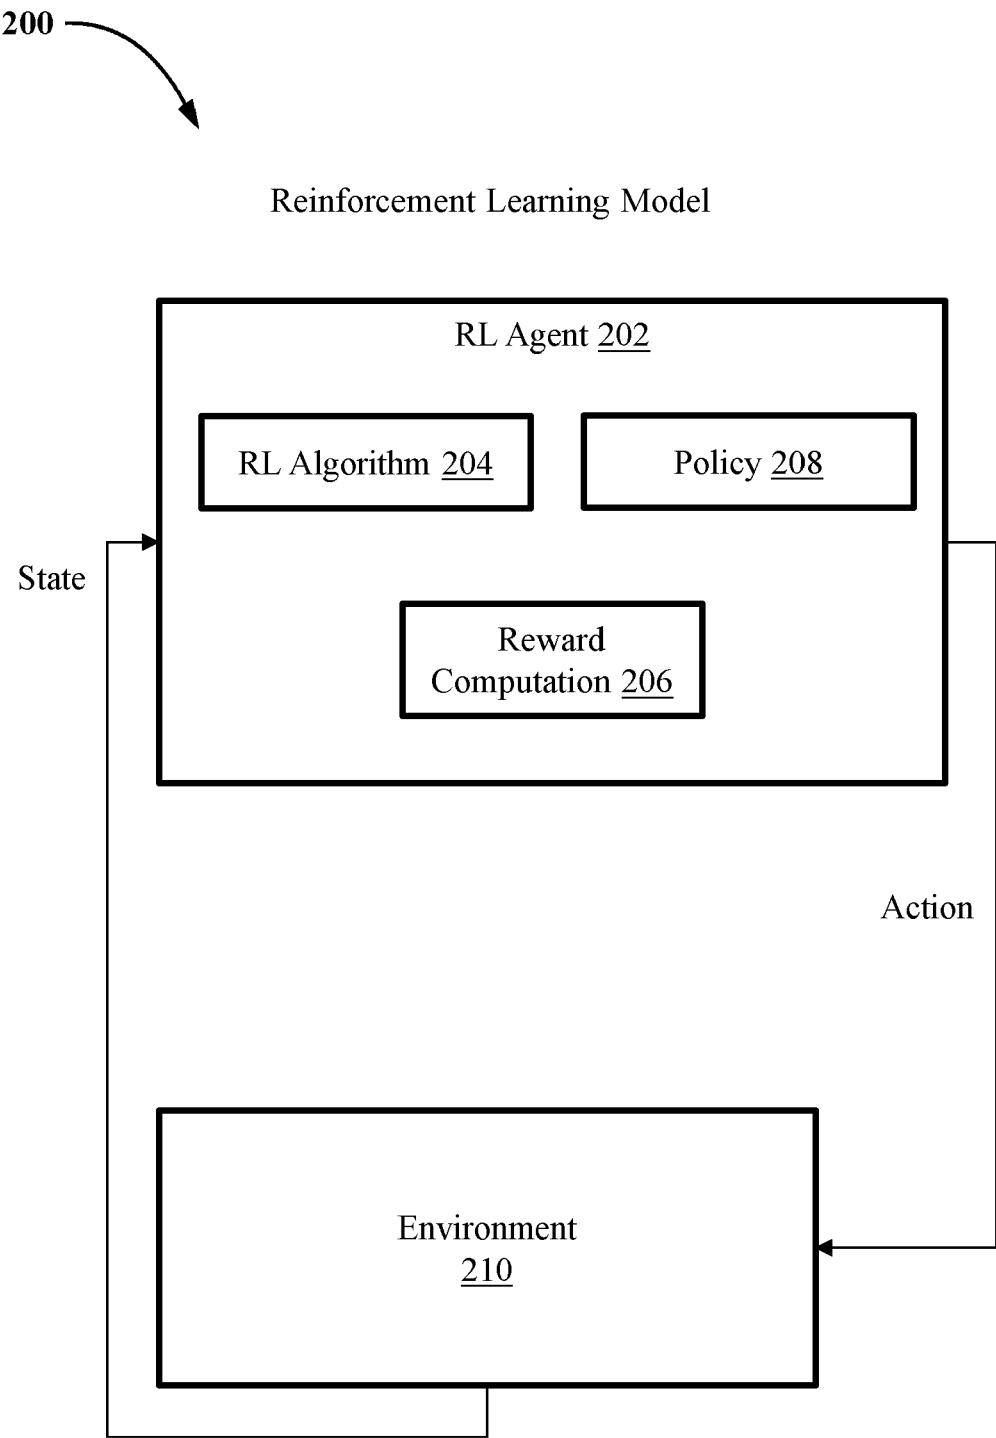 200
Reinforcement Learning Model
RL Agent 202
RL Algorithm 204
Policy 208
State
Reward
Computation 206
Action
Environment
210